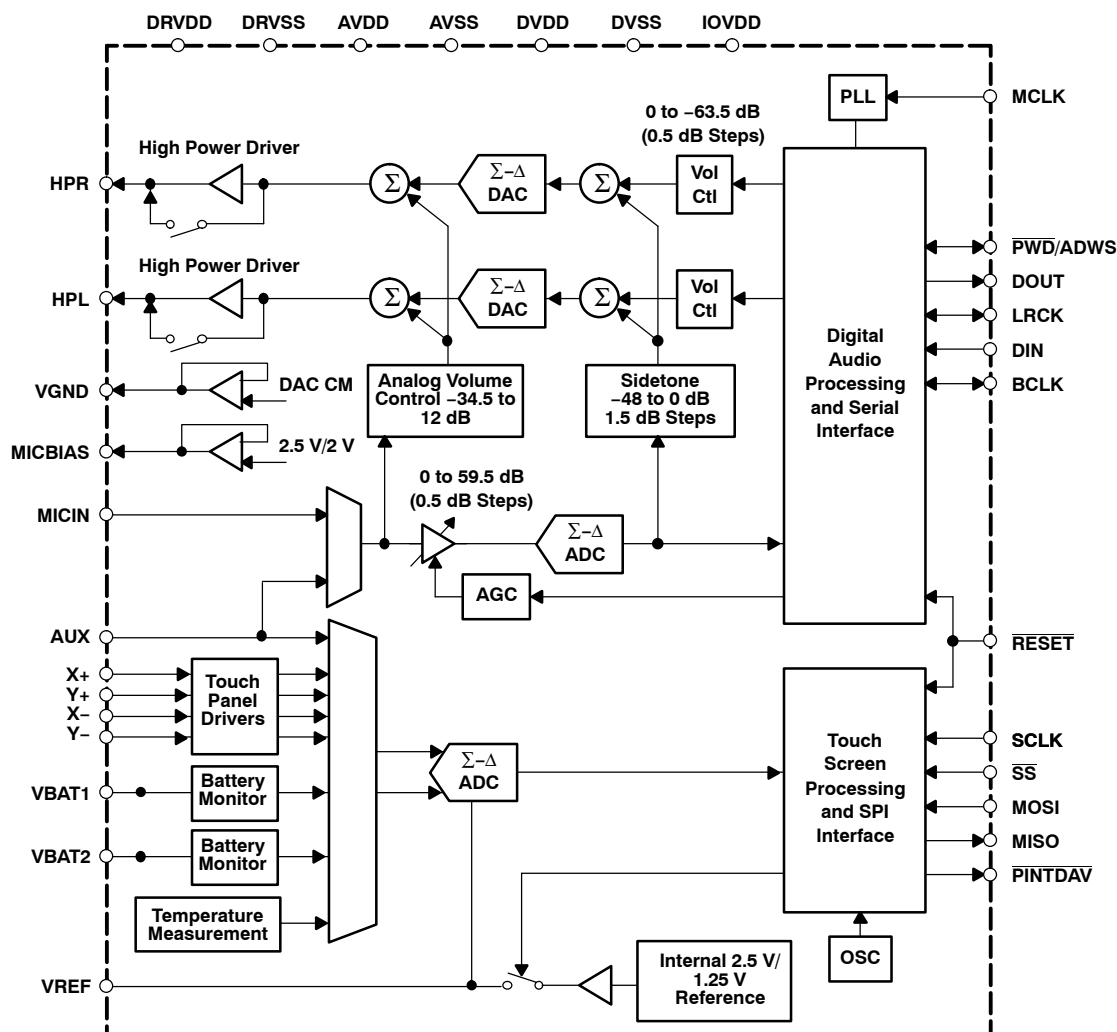 DRVDD DRVSS AVDD AVSS DVDD DVSS IOVDD
PLL
MCLK
0 to −63.5 dB
(0.5 dB Steps)
High Power Driver
HPR
Σ
Σ−Δ
DAC
Σ
Vol
Ctl
PWD/ADWS
High Power Driver
DOUT
HPL
Σ
Σ−Δ
DAC
Σ
Vol
Ctl
LRCK
Digital
Audio
Processing
and Serial
Interface
DIN
BCLK
VGND
DAC CM
Analog Volume
Control −34.5 to
12 dB
Sidetone
−48 to 0 dB
1.5 dB Steps
MICBIAS
2.5 V/2 V
0 to 59.5 dB
(0.5 dB Steps)
MICIN
Σ−Δ
ADC
AGC
AUX
RESET
X+
Y+
X−
Y−
Touch
Panel
Drivers
Σ−Δ
ADC
Touch
Screen
Processing
and SPI
Interface
SCLK
SS
MOSI
MISO
PINTDAV
VBAT1
Battery
Monitor
VBAT2
Battery
Monitor
Temperature
Measurement
OSC
VREF
Internal 2.5 V/
1.25 V
Reference